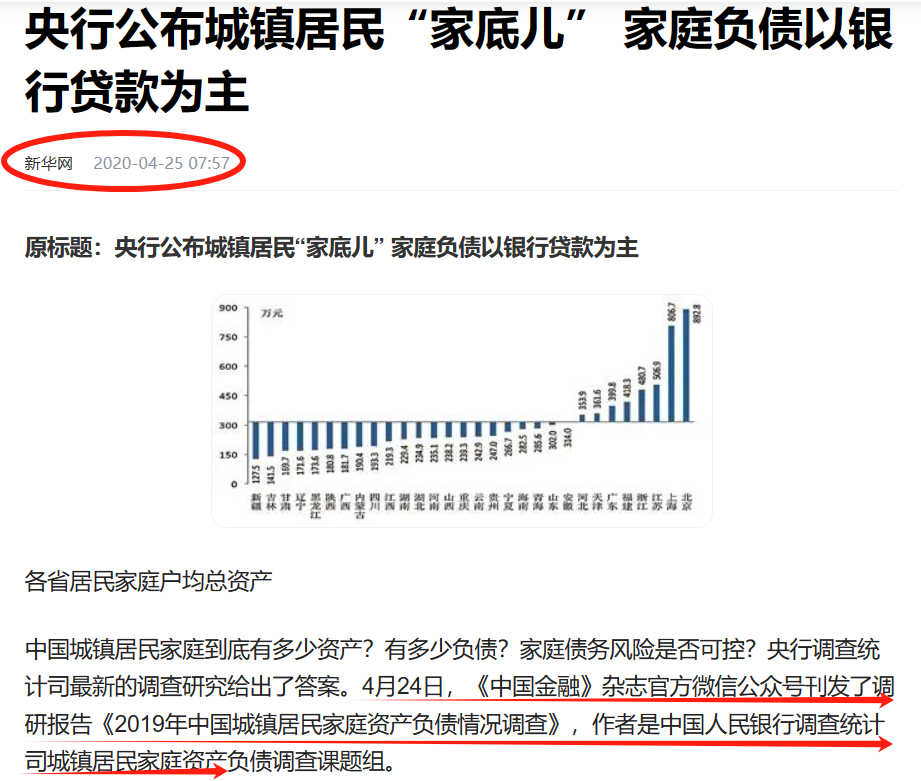 央行公布城镇居民“家底儿” 家庭负债以银
行贷款为主
新华网 2020-04-25 07:57
原标题：央行公布城镇居民“家底儿” 家庭负债以银行贷款为主
万元
900
750
600
450
300
150
0
127.5 141.5 169.7 171.6 173.6 180.8 181.7 190.4 193.3 219.3 229.4 234.9 235.1 238.2 239.3 242.9 247.0 266.7 282.5 285.6 302.0 314.0 353.9 361.6 399.8 418.3 480.7 506.9 806.7 892.8
新疆 吉林 甘肃 辽宁 黑龙江 陕西 广西 内蒙古 四川 江西 湖南 湖北 河南 山西 重庆 云南 贵州 宁夏 海南 青海 山东 安徽 河北 天津 广东 福建 浙江 江苏 上海 北京
各省居民家庭户均总资产
中国城镇居民家庭到底有多少资产？有多少负债？家庭债务风险是否可控？央行调查统
计司最新的调查研究给出了答案。4月24日，《中国金融》杂志官方微信公众号刊发了调
研报告《2019年中国城镇居民家庭资产负债情况调查》，作者是中国人民银行调查统计
司城镇居民家庭资产负债调查课题组。